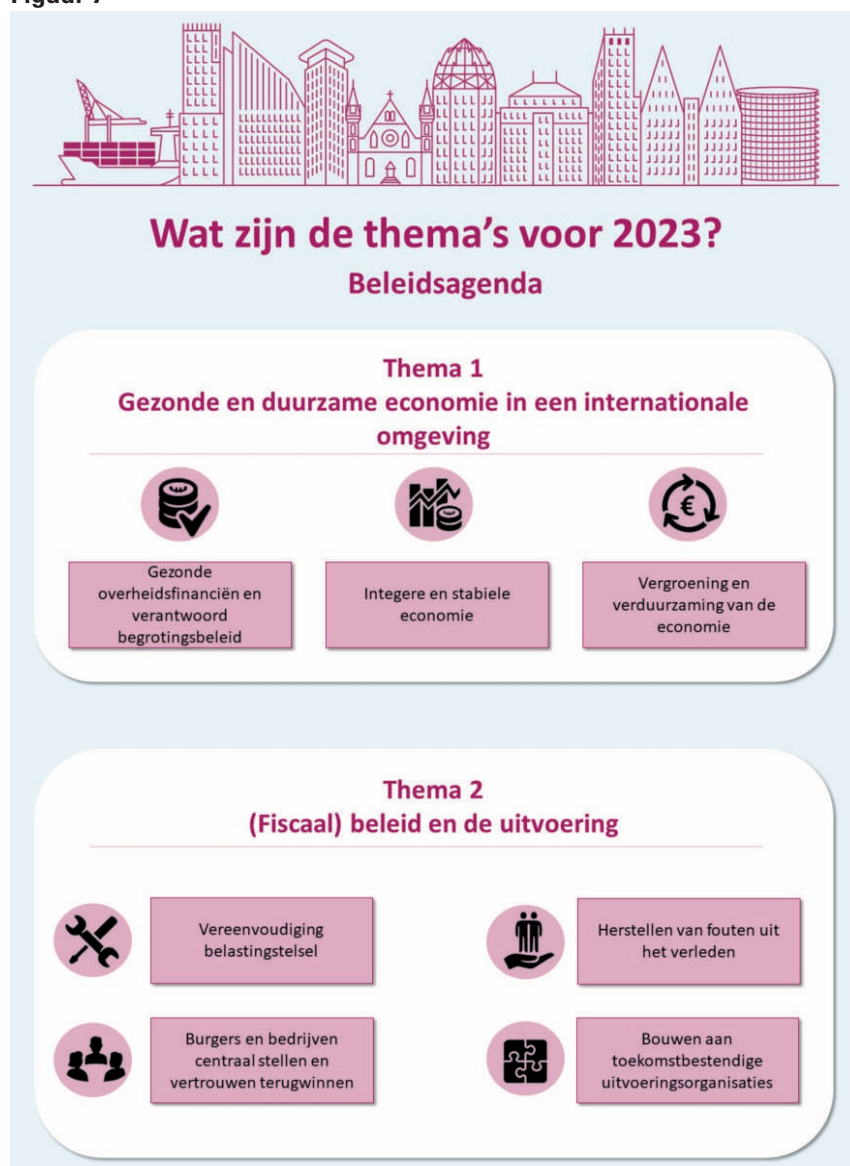 Wat zijn de thema's voor 2023?
Beleidsagenda
Thema 1
Gezonde en duurzame economie in een internationale
omgeving
Gezonde
overheidsfinanciën en
verantwoord
begrotingsbeleid
Integere en stabiele
economie
Vergroening en
verduurzaming van de
economie
€
Thema 2
(Fiscaal) beleid en de uitvoering
Vereenvoudiging
belastingstelsel
Herstellen van fouten uit
het verleden
Burgers en bedrijven
centraal stellen en
vertrouwen terugwinnen
Bouwen aan
toekomstbestendige
uitvoeringsorganisaties